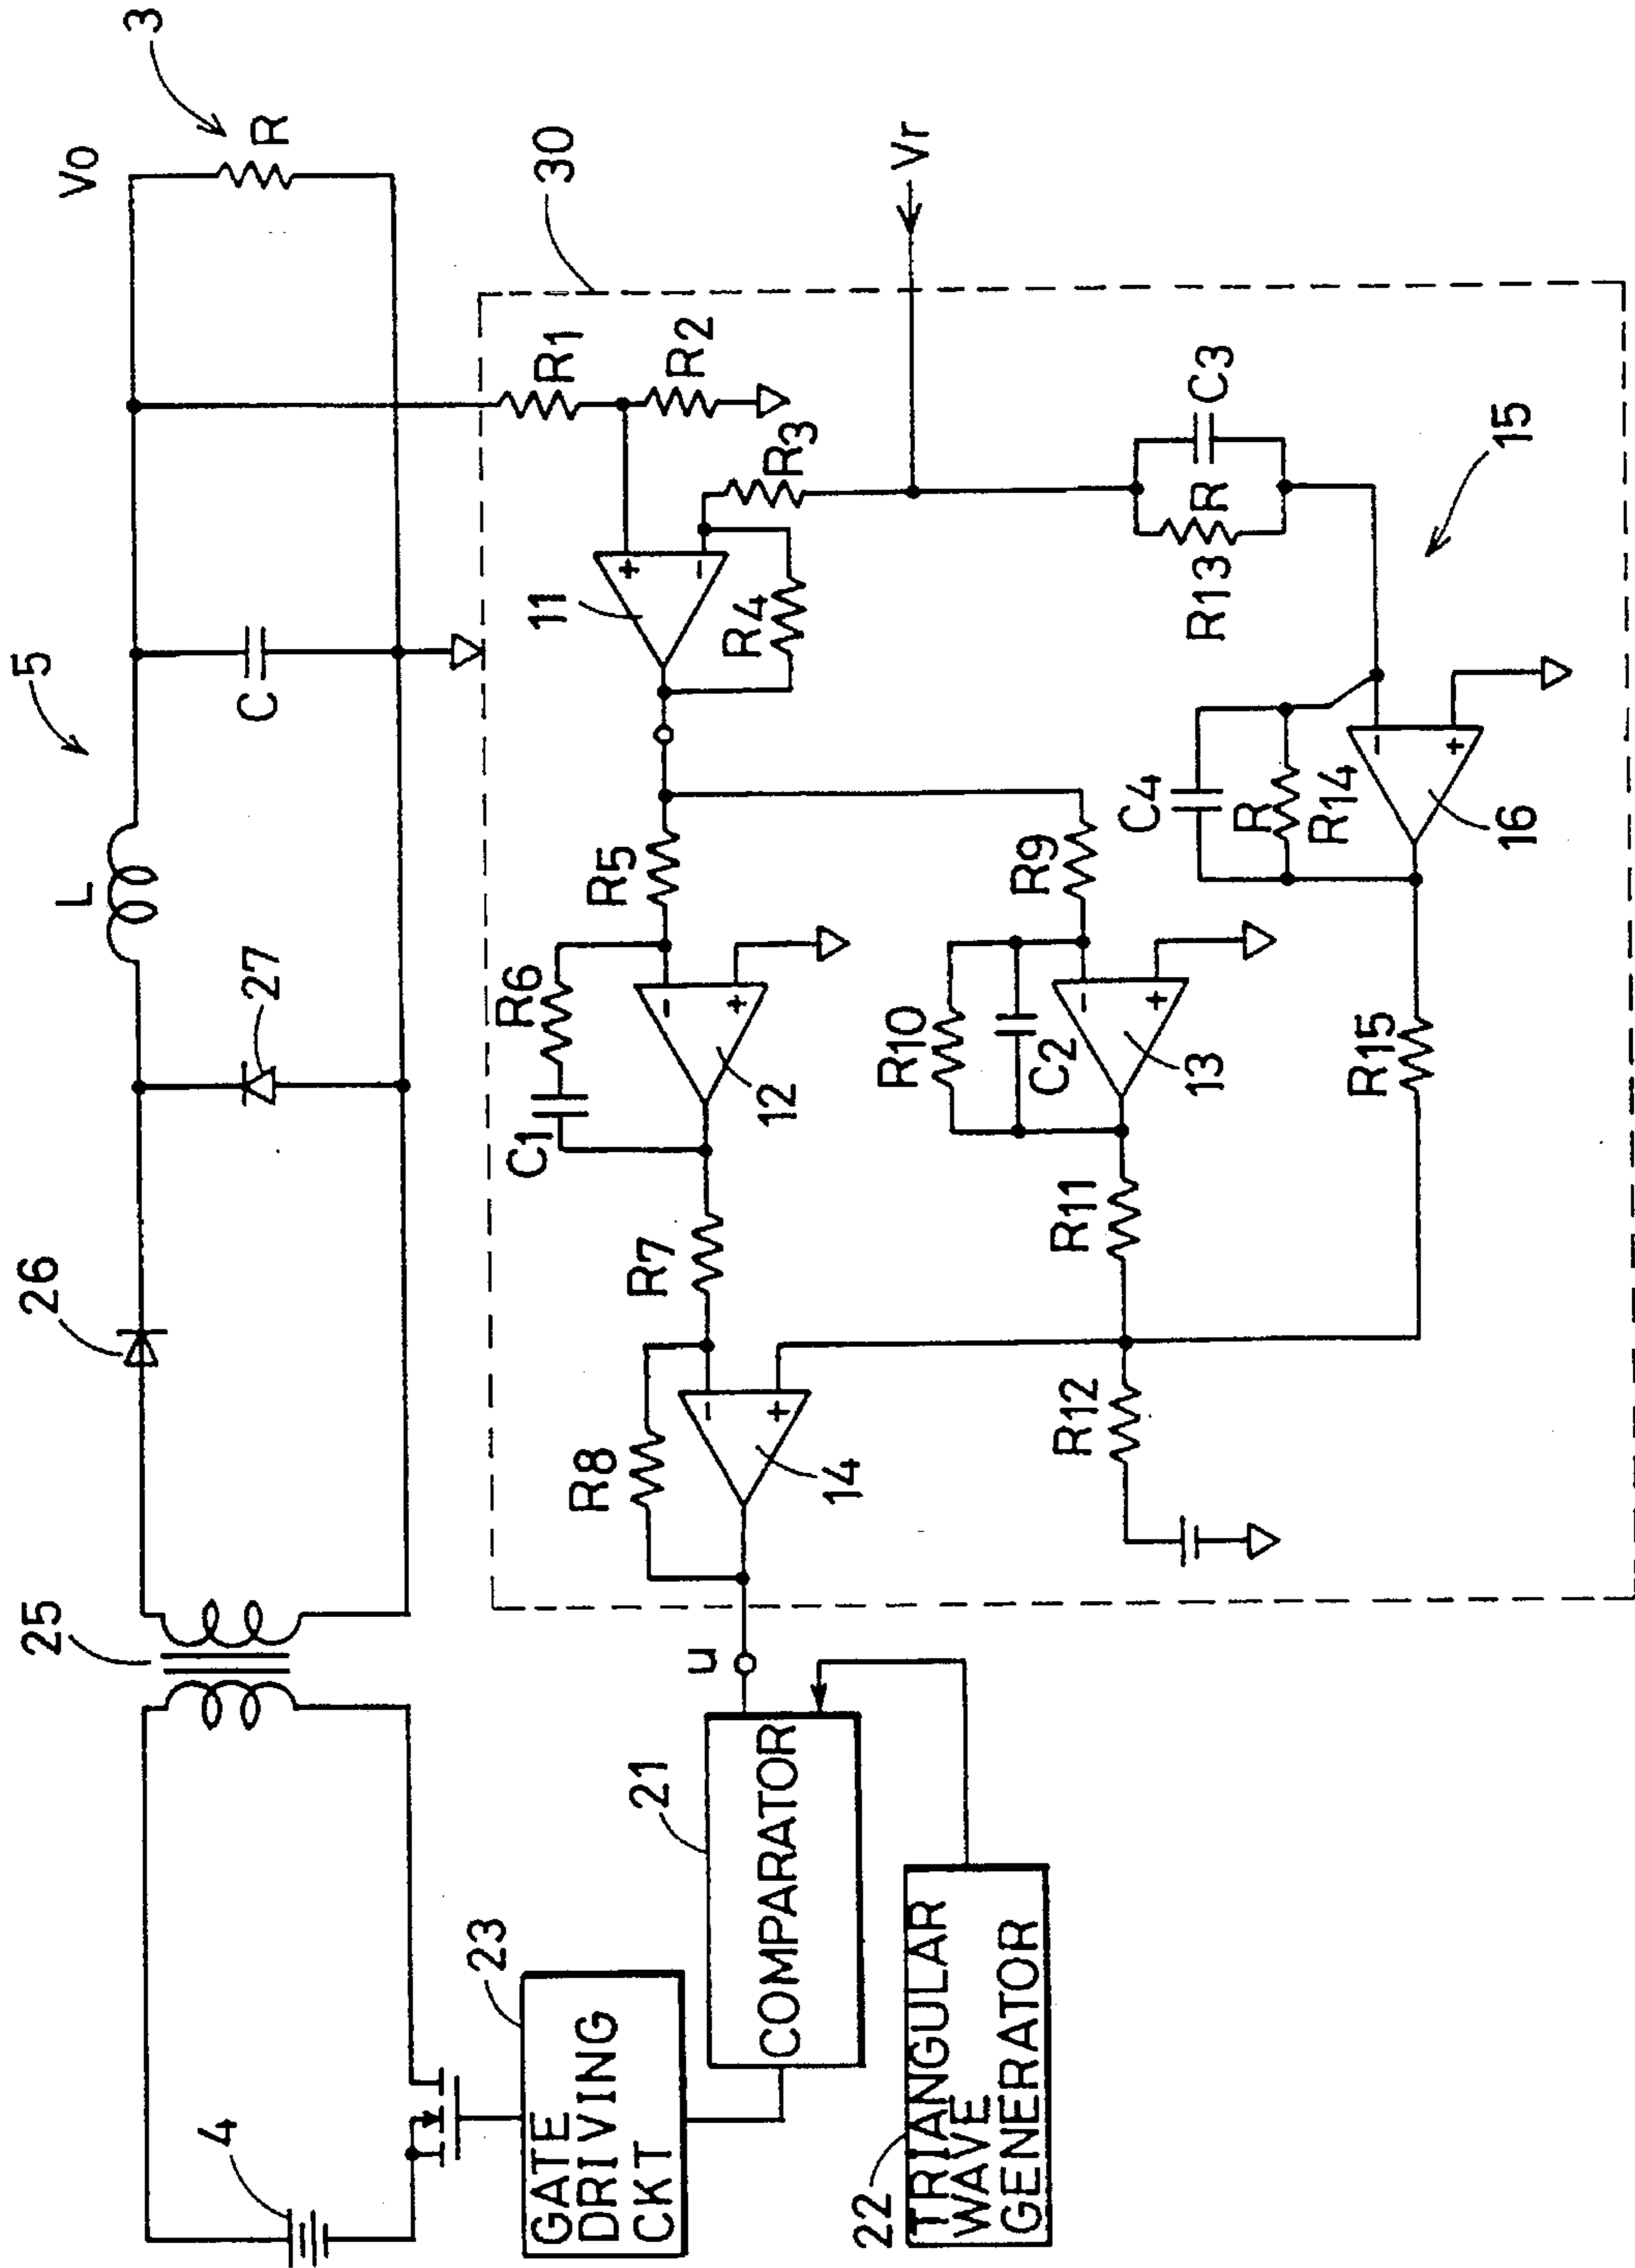 4
25
26
5
L
27
C
Vo
3
R
23
GATE
DRIVING
CKT
21
COMPARATOR
22
TRIANGULAR
WAVE
GENERATOR
u
30
R8
14
R7
C1
R6
12
R5
11
+
-
R4
R3
R1
R2
Vr
-
+
-
+
R12
R11
R10
C2
13
R9
-
+
R15
C4
R
R14
16
-
+
R13
R
C3
15